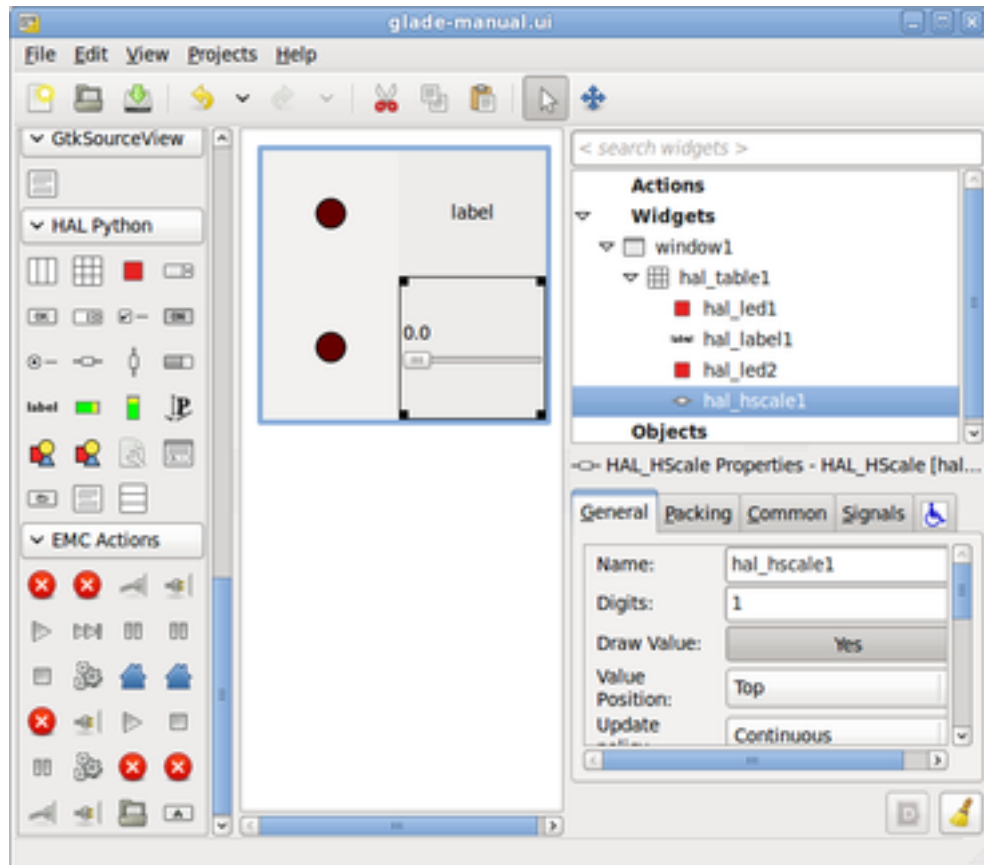 glade-manual.ui
File Edit View Projects Help
GtkSourceView
HAL Python
label
EMC Actions
label
0.0
< search widgets >
Actions
Widgets
window1
hal_table1
hal_led1
label hal_label1
hal_led2
hal_hscale1
Objects
HAL_HScale Properties - HAL_HScale [hal...
General Packing Common Signals
Name: hal_hscale1
Digits: 1
Draw Value: Yes
Value
Position: Top
Update
Continuous